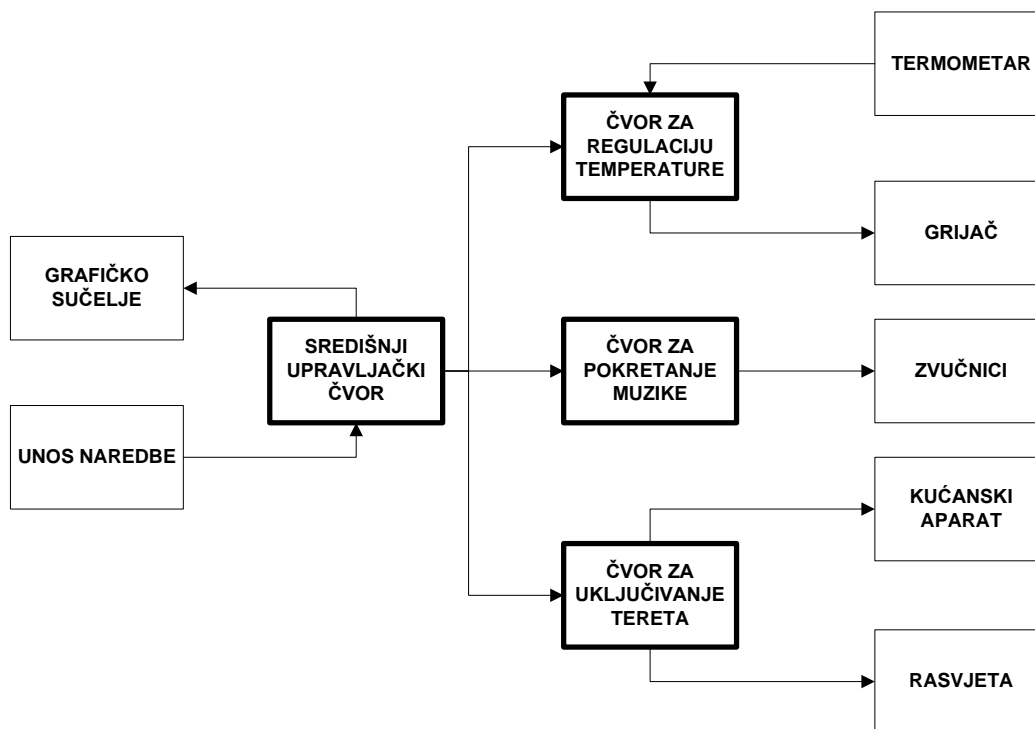 TERMOMETAR
ČVOR ZA
REGULACIJU
TEMPERATURE
GRIJAČ
GRAFIČKO
SUČELJE
SREDIŠNJI
UPRAVLJAČKI
ČVOR
ČVOR ZA
POKRETANJE
MUZIKE
ZVUČNICI
UNOS NAREDBE
KUĆANSKI
APARAT
ČVOR ZA
UKLJUČIVANJE
TERETA
RASVJETA